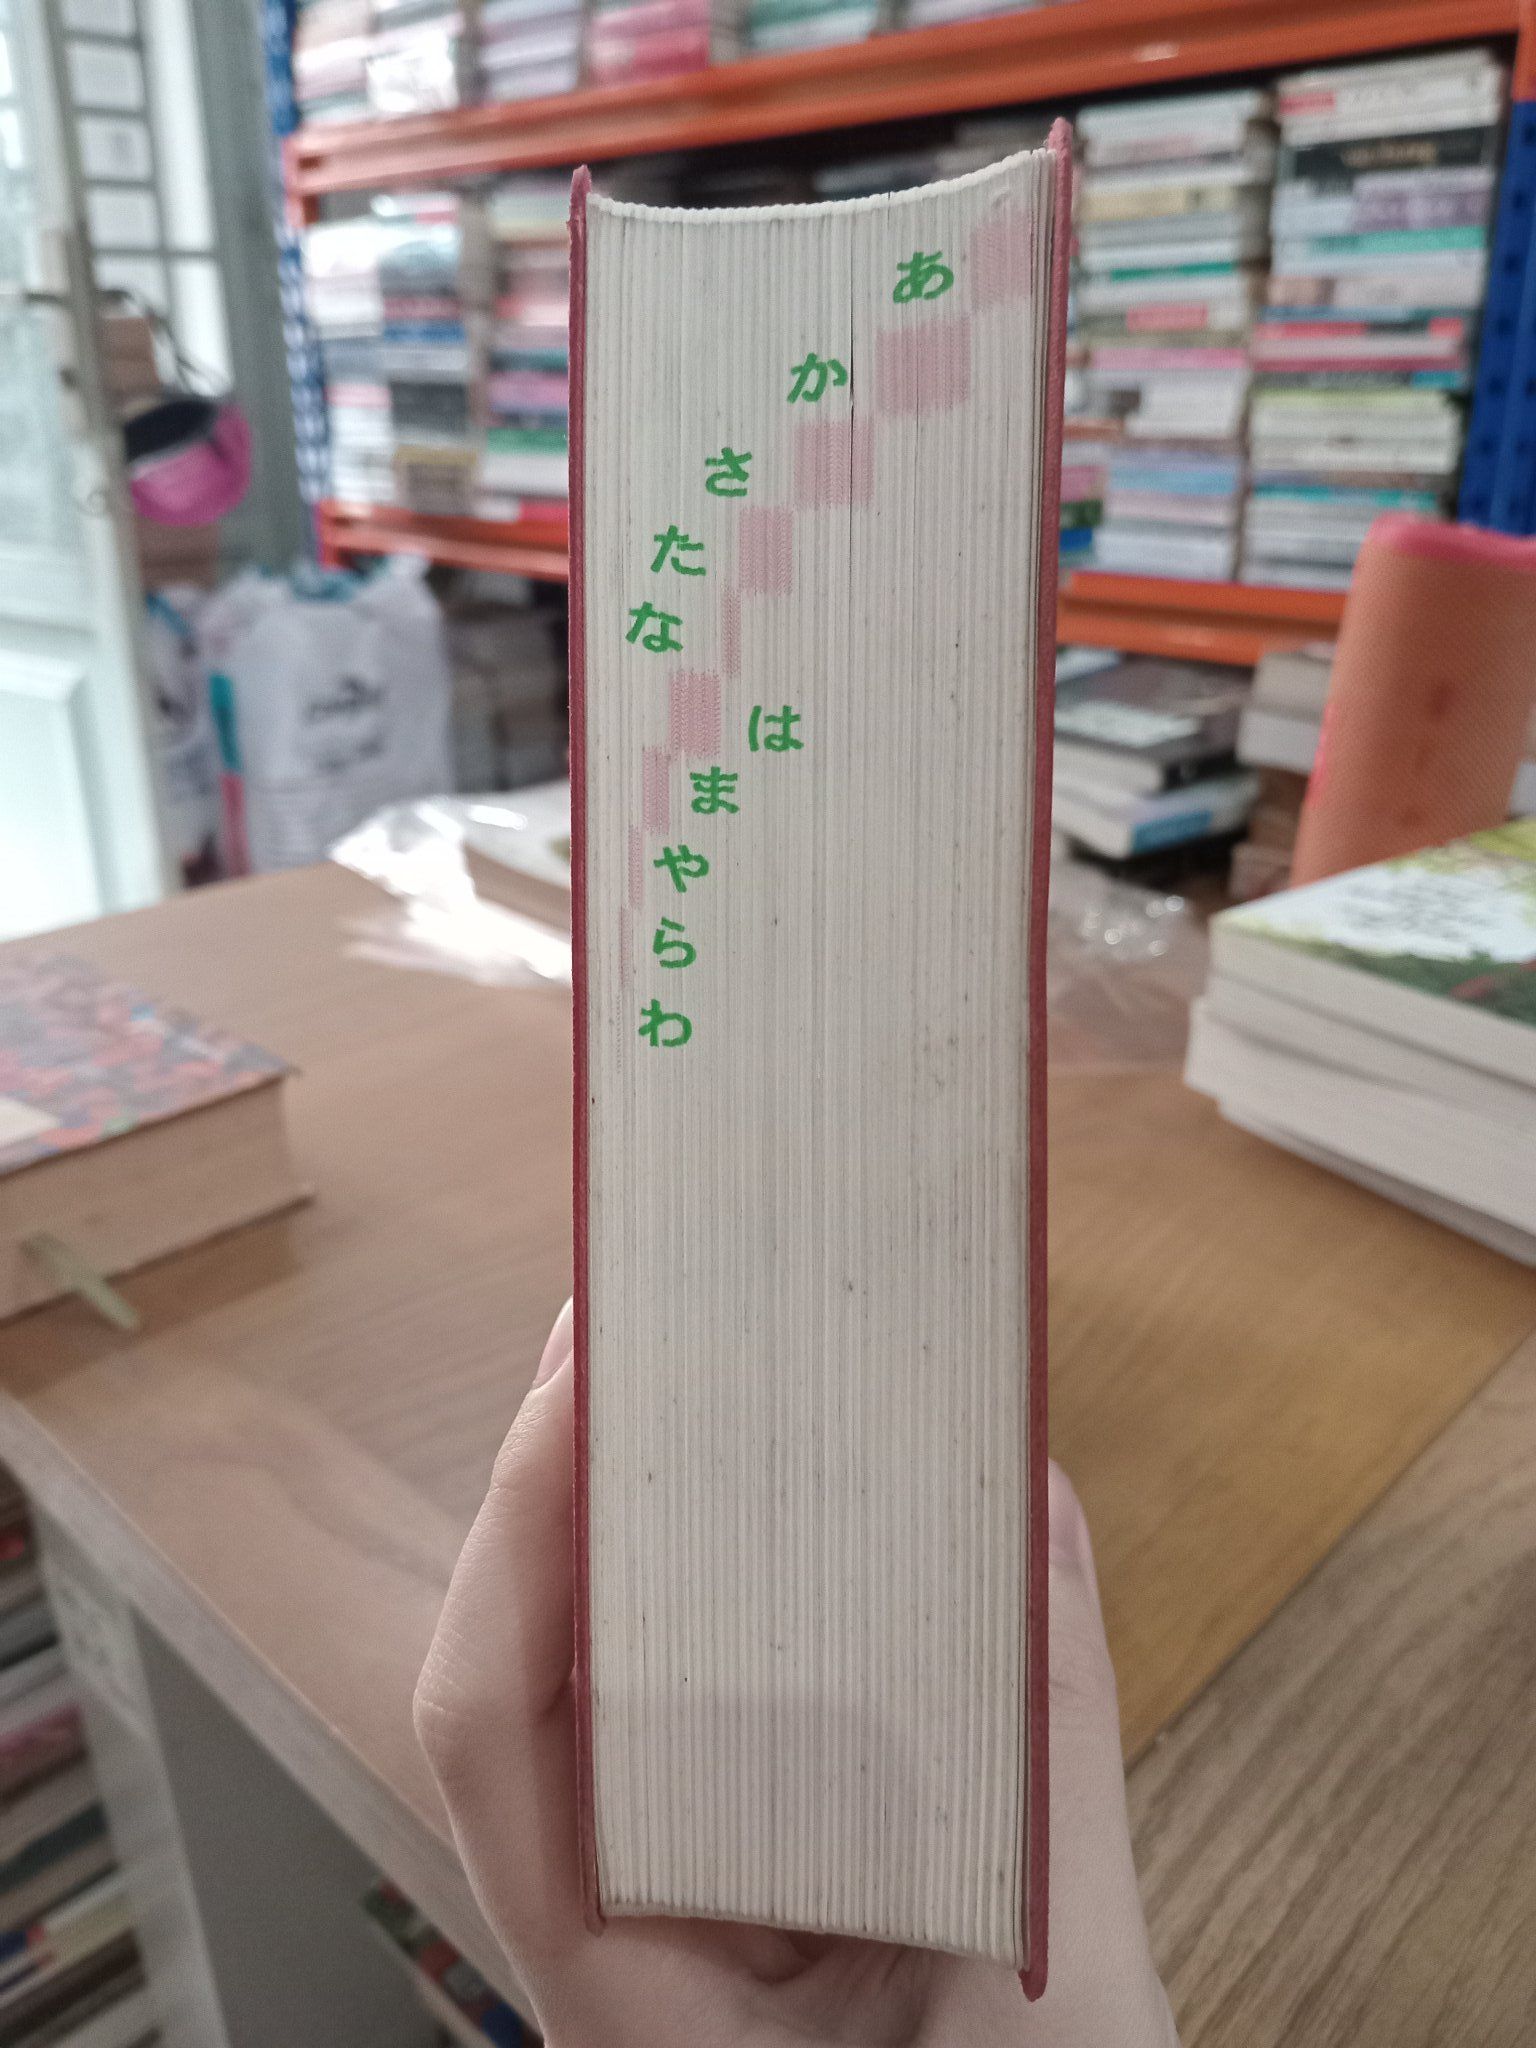 あ
か
さ
た
な
は
ま
や
ら
わ